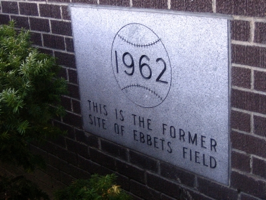 1962
THIS IS THE FORMER
SITE OF EBBETS FIELD